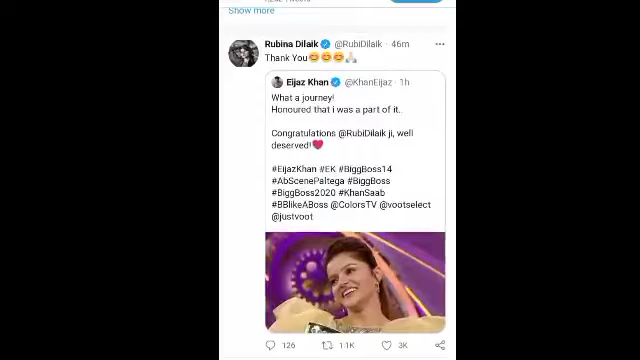 Show more
Rubina Dilaik @RubiDilaik · 46m
Thank You😊😊😊🙏🏻
Eijaz Khan @KhanEijaz · 1h
What a journey!
Honoured that i was a part of it..
Congratulations @RubiDilaik ji, well
deserved!❤️
#EijazKhan #EK #BiggBoss14
#AbScenePaltega #BiggBoss
#BiggBoss2020 #KhanSaab
#BBlikeABoss @ColorsTV @vootselect
@justvoot
126 1.1K 3K